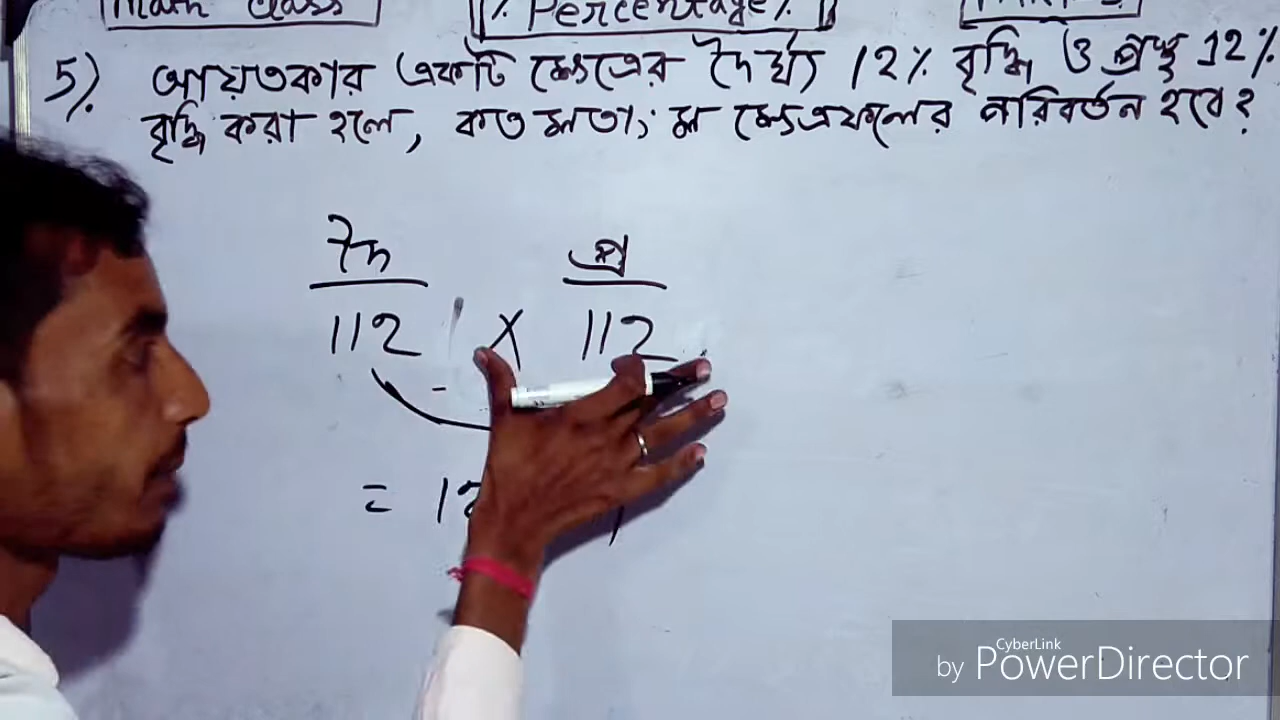 Math Class
% Percentage %
5) আয়তকার একটি ক্ষেত্রের দৈর্ঘ্য 12% বৃদ্ধি ও প্রস্থ 12%
বৃদ্ধি করা হলে, কত শতাংশ ক্ষেত্রফলের পরিবর্তন হবে?
দৈ প্র
112 X 112
= 12
CyberLink
by PowerDirector